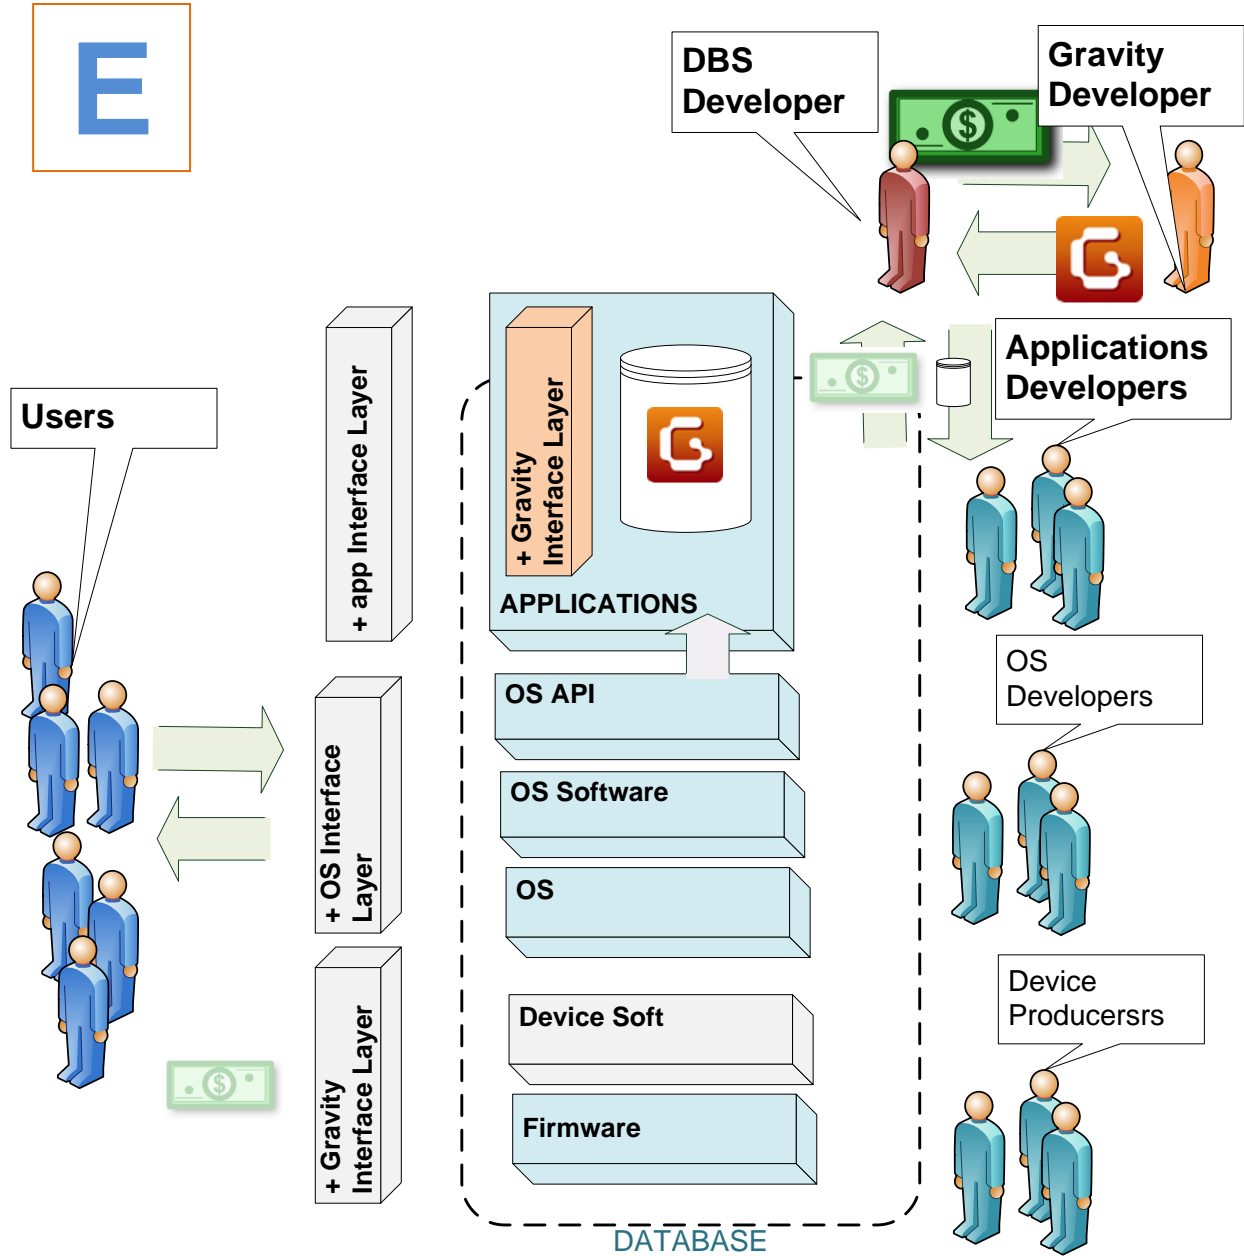 E
DBS
Developer
Gravity
Developer
$
Applications
Developers
$
Users
+ app Interface Layer
+ Gravity
Interface Layer
APPLICATIONS
OS
Developers
OS API
OS Software
+ OS Interface
Layer
OS
Device
Producersrs
Device Soft
+ Gravity
Interface Layer
$
Firmware
DATABASE